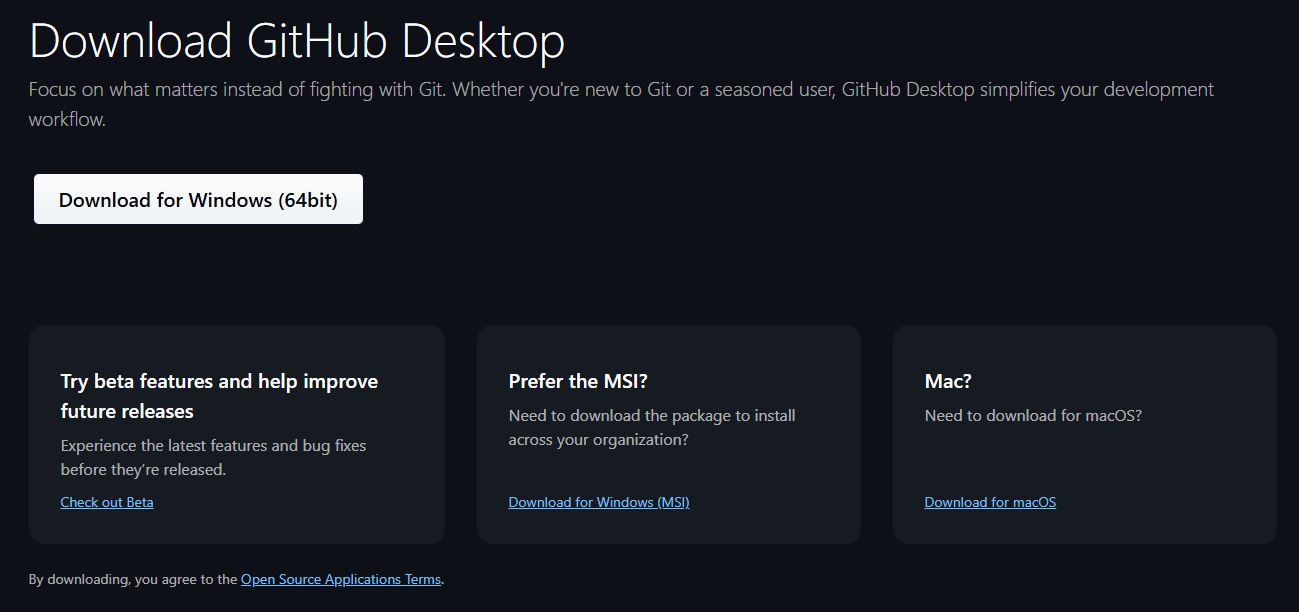 Download GitHub Desktop
Focus on what matters instead of fighting with Git. Whether you're new to Git or a seasoned user, GitHub Desktop simplifies your development
workflow.
Download for Windows (64bit)
Try beta features and help improve
future releases
Experience the latest features and bug fixes
before they’re released.
Check out Beta
Prefer the MSI?
Need to download the package to install
across your organization?
Download for Windows (MSI)
Mac?
Need to download for macOS?
Download for macOS
By downloading, you agree to the Open Source Applications Terms.